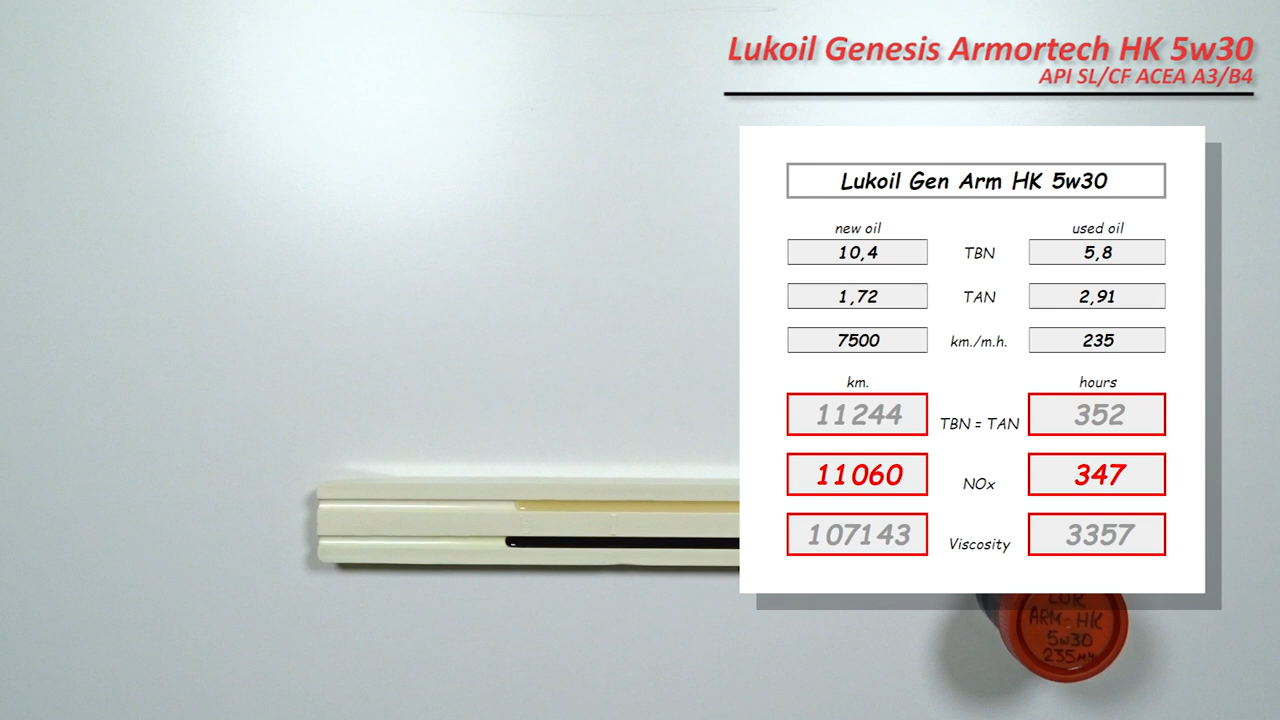 Lukoil Genesis Armortech HK 5w30
API SL/CF ACEA A3/B4
Lukoil Gen Arm HK 5w30
new oil used oil
10,4 TBN 5,8
1,72 TAN 2,91
7500 km./m.h. 235
km. hours
11244 TBN = TAN 352
11060 NOx 347
107143 Viscosity 3357
LUK
ARM HK
5w30
235мч